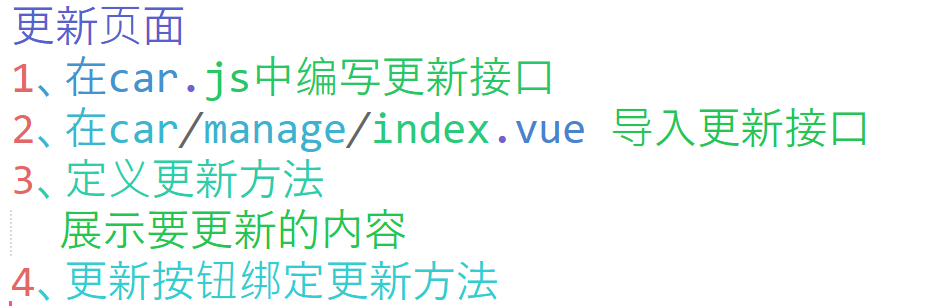 更新页面
1、在car.js中编写更新接口
2、在car/manage/index.vue 导入更新接口
3、定义更新方法
展示要更新的内容
4、更新按钮绑定更新方法